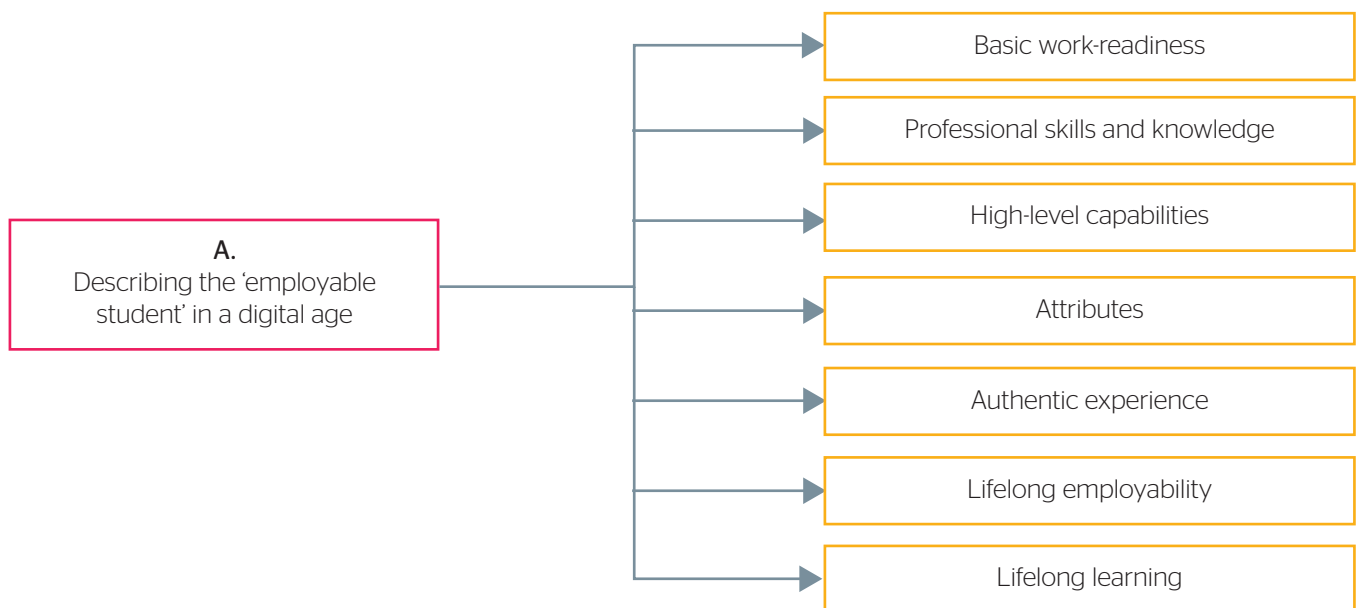 Basic work-readiness
Professional skills and knowledge
High-level capabilities
A.
Describing the ‘employable
student’ in a digital age
Attributes
Authentic experience
Lifelong employability
Lifelong learning